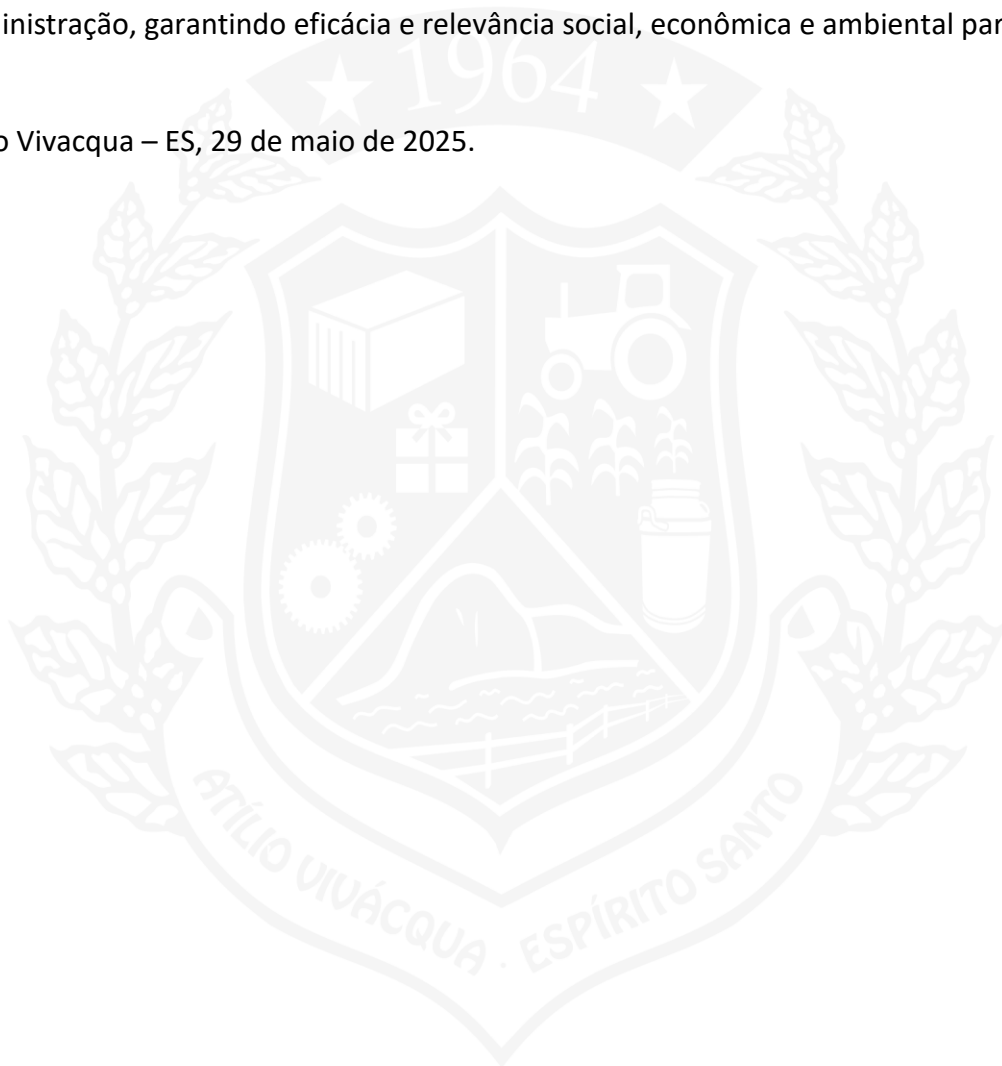 inistração, garantindo eficácia e relevância social, econômica e ambiental par
1964
o Vivacqua – ES, 29 de maio de 2025.
ATÍLIO VIVÁCQUA . ESPÍRITO SANTO